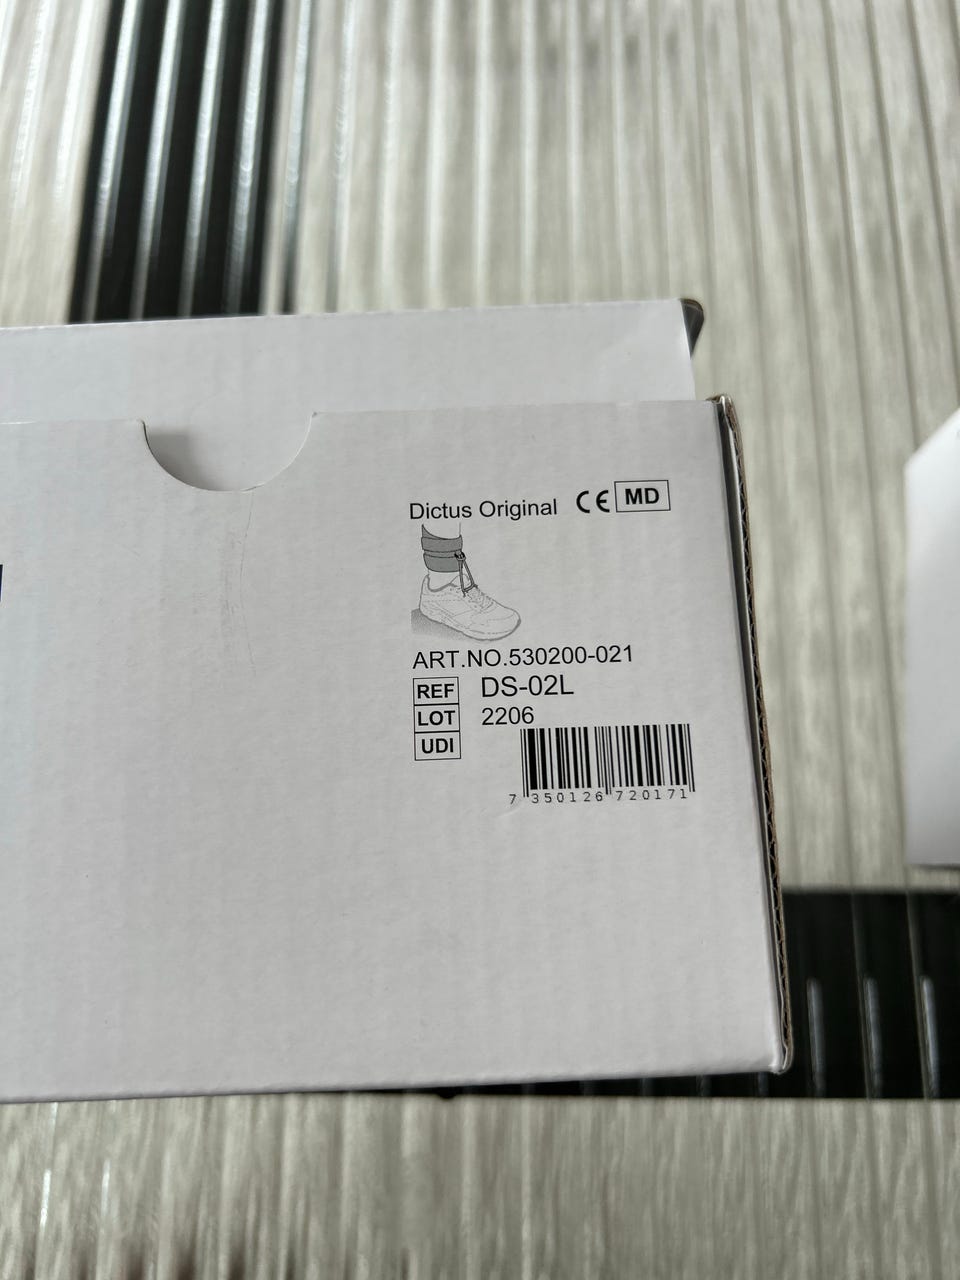 Dictus Original CE MD
ART.NO.530200-021
REF DS-02L
LOT 2206
UDI
7 350126 720171